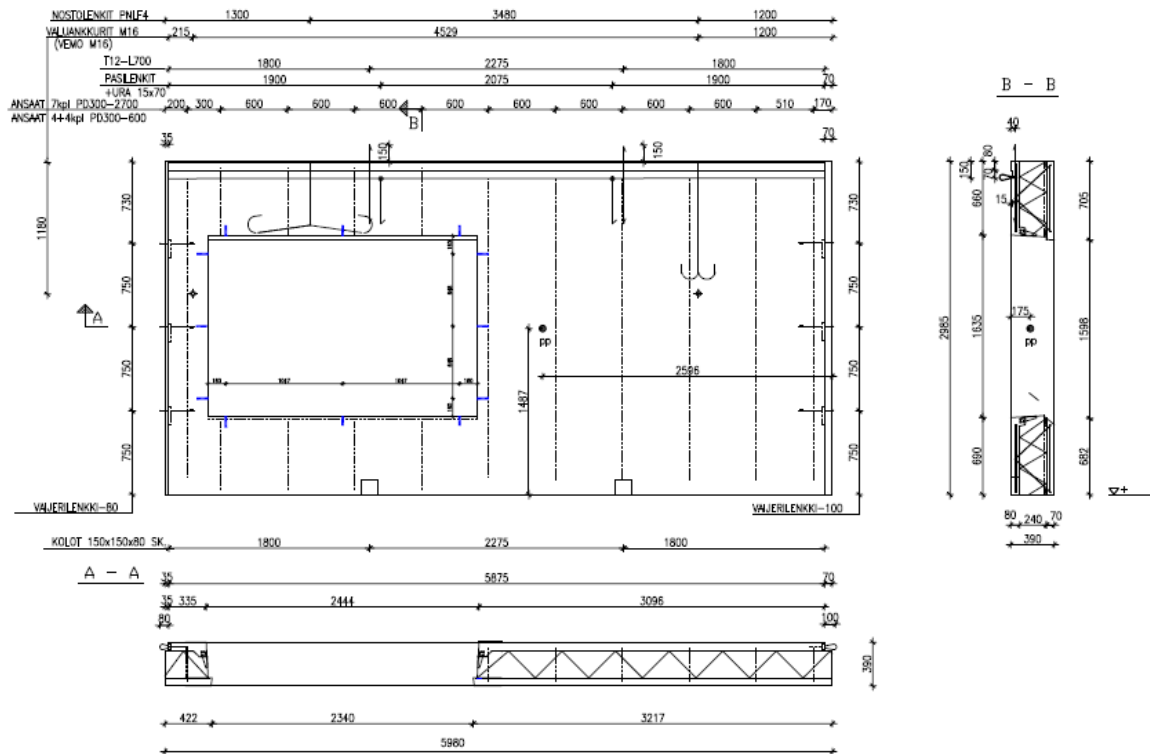 NOSTOLENKIT PNLF4 1300 3480 1200
VALUANKKURIT M16 215 4529 1200
(VEMO M16)
T12-L700 1800 2275 1800
PASILENKIT 1900 2075 1900 70
+URA 15x70
ANSAAT 7kpl PD300-2700 200 300 600 600 600 600 600 600 600 600 510 170
ANSAAT 4+4kpl PD300-600
B
35 70
150 150
1180
730 730
750 750
A
750 750
750 750
pp
2596
1487
VAIJERILENKKI-80 VAIJERILENKKI-100
KOLOT 150x150x80 SK. 1800 2275 1800
A - A
35 5875 70
35 335 2444 3096
80 100
390
422 2340 3217
5980
B - B
40
80
150 70
15
660 705
175
pp
2985 1635 1598
690 682
+
80 240 70
390